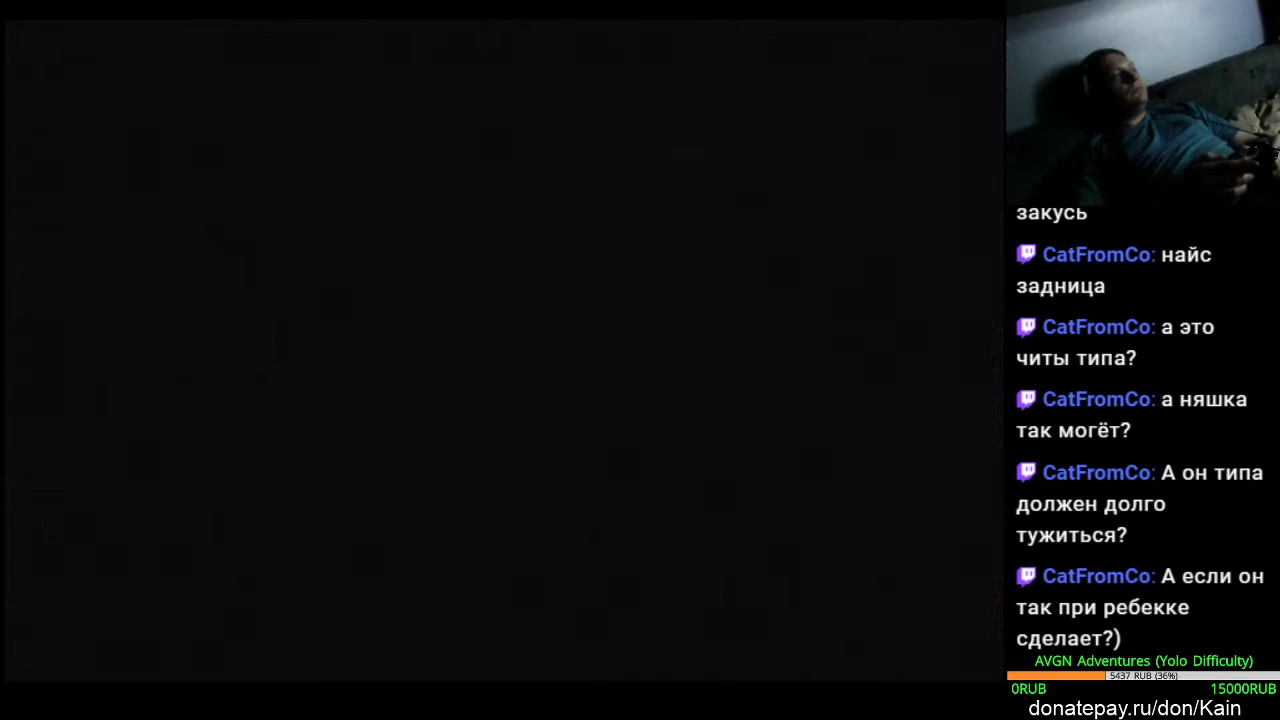 закусь
CatFromCo: найс
задница
CatFromCo: а это
читы типа?
CatFromCo: а няшка
так могёт?
CatFromCo: А он типа
должен долго
тужиться?
CatFromCo: А если он
так при ребекке
сделает?)
AVGN Adventures (Yolo Difficulty)
5437 RUB (36%)
0RUB 15000RUB
donatepay.ru/don/Kain